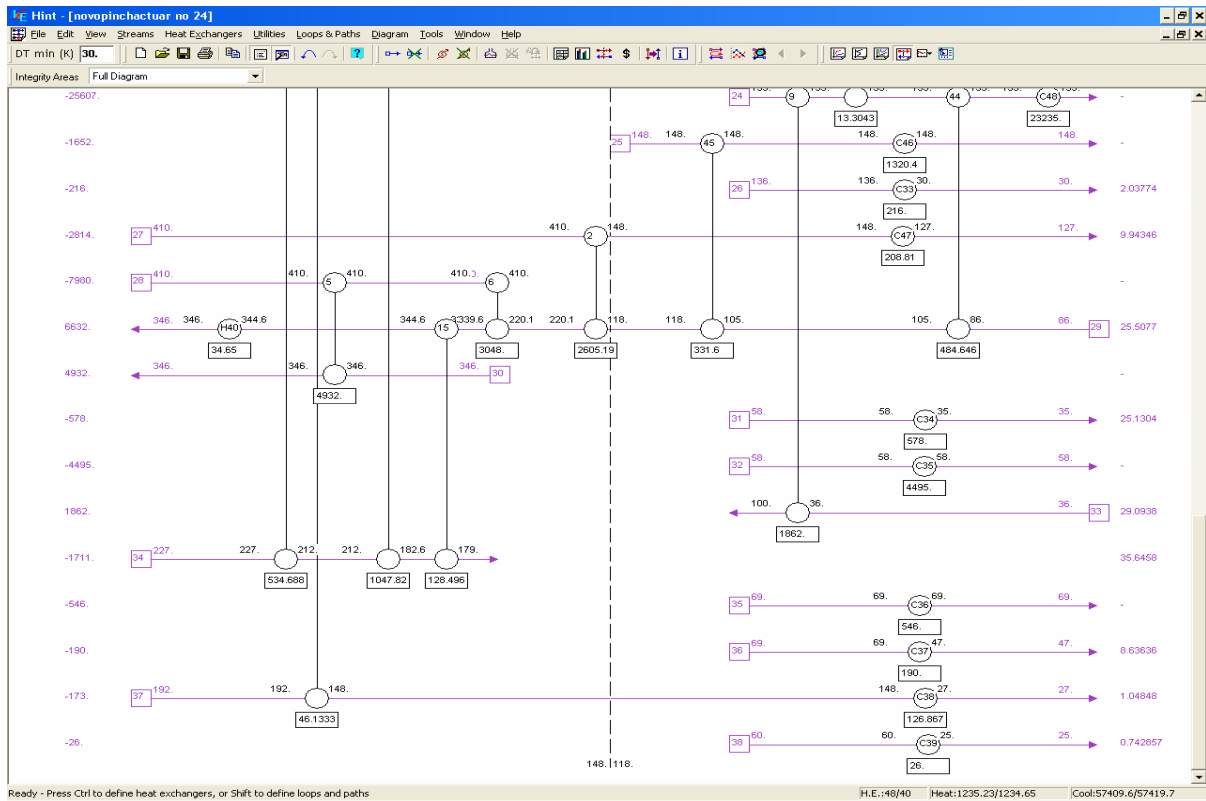 Hint - [novopinchactuar no 24]
File Edit View Streams Heat Exchangers Utilities Loops & Paths Diagram Tools Window Help
DT min (K) 30.
Integrity Areas Full Diagram
-25607. 24 9 44 C48 -
13.3043 23235.
-1652. 25 148. 148. 45 148. 148. C46 148. 148. -
1320.4
-216. 26 136. 136. C33 30. 30. 2.03774
216.
-2814. 27 410. 410. 2 148. 148. C47 127. 127. 9.94346
208.81
-7980. 28 410. 410. 5 410. 410. 6 410. -
6632. 346. 346. H40 344.6 344.6 15 339.6 220.1 220.1 118. 118. 105. 105. 86. 86. 29 25.5077
34.65 3048. 2605.19 331.6 484.646
4932. 346. 346. 346. 346. 30 -
4932.
-578. 31 58. 58. C34 35. 35. 25.1304
578.
-4495. 32 58. 58. C35 58. 58. -
4495.
1862. 100. 36. 36. 33 29.0938
1862.
-1711. 34 227. 227. 212. 212. 182.6 179. 35.6458
534.688 1047.82 128.496
-546. 35 69. 69. C36 69. 69. -
546.
-190. 36 69. 69. C37 47. 47. 8.63636
190.
-173. 37 192. 192. 148. 148. C38 27. 27. 1.04848
46.1333 126.867
-26. 38 60. 60. C39 25. 25. 0.742857
148. 118. 26.
Ready - Press Ctrl to define heat exchangers, or Shift to define loops and paths H.E.:48/40 Heat:1235.23/1234.65 Cool:57409.6/57419.7